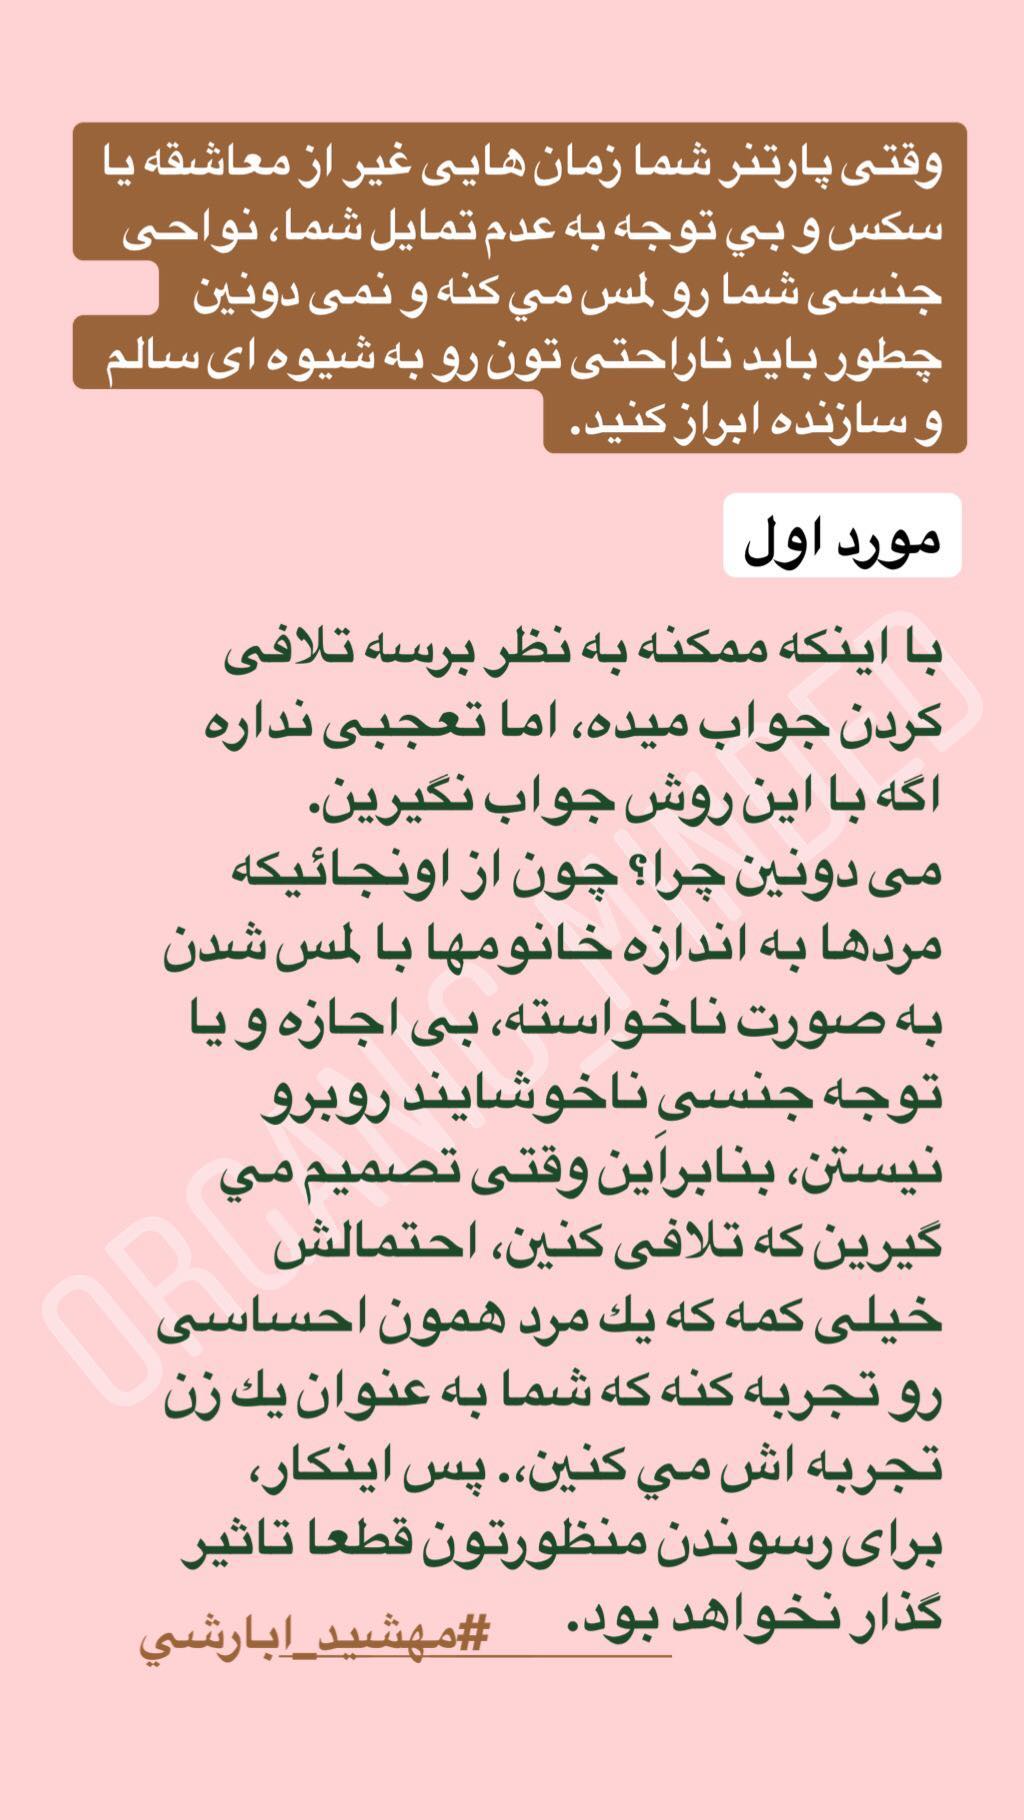 وقتی پارتنر شما زمان هایی غیر از معاشقه یا
سکس و بي توجه به عدم تمایل شما، نواحی
جنسی شما رو لمس مي کنه و نمی دونین
چطور باید ناراحتی تون رو به شیوه ای سالم
و سازنده ابراز کنید.
مورد اول
با اینکه ممکنه به نظر برسه تلافی
کردن جواب میده، اما تعجبی نداره
اگه با این روش جواب نگیرین.
می دونین چرا؟ چون از اونجائیکه
مردها به اندازه خانومها با لمس شدن
به صورت ناخواسته، بی اجازه و یا
توجه جنسیِ ناخوشایند روبرو
نیستن، بنابراَین وقتی تصمیم مي
گیرین که تلافی کنین، احتمالش
خیلی کمه که يك مرد همون احساسی
رو تجربه کنه که شما به عنوان يك زن
تجربه اش مي کنین،. پس اینکار،
برای رسوندن منظورتون قطعا تاثیر
گذار نخواهد بود.
#مهشيد_ابارشي
ORGANIC_MINDED